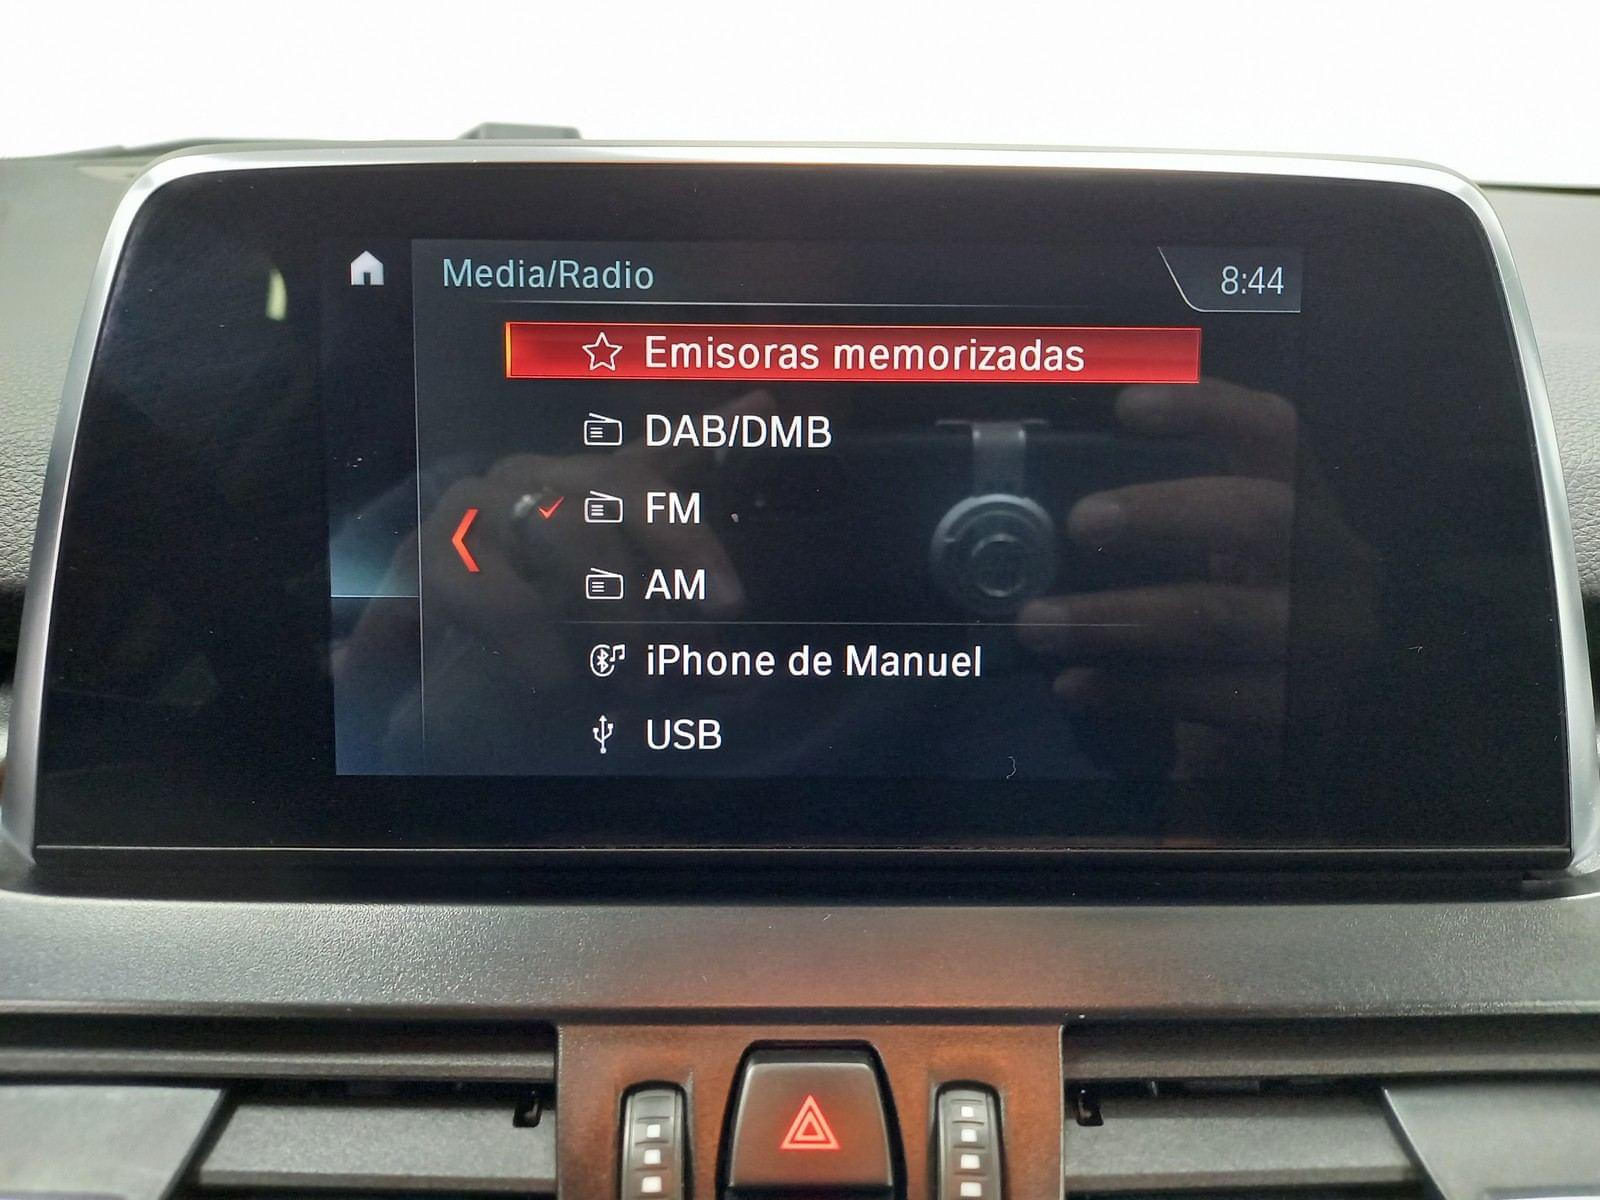 Media/Radio
8:44
Emisoras memorizadas
DAB/DMB
FM
AM
iPhone de Manuel
USB